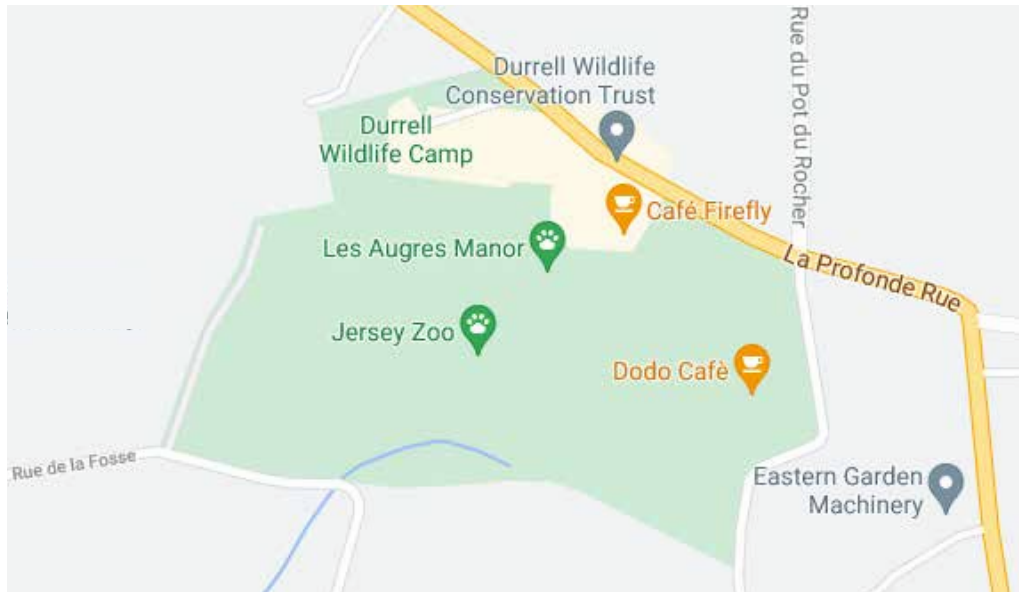 Durrell Wildlife
Conservation Trust
Rue du Pot du Rocher
Durrell
Wildlife Camp
Café Firefly
Les Augres Manor
La Profonde Rue
Jersey Zoo
Dodo Cafè
Rue de la Fosse
Eastern Garden
Machinery